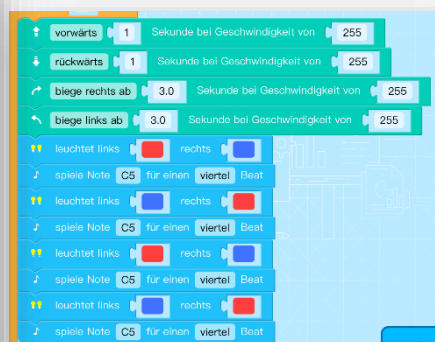 vorwärts 1 Sekunde bei Geschwindigkeit von 255
rückwärts 1 Sekunde bei Geschwindigkeit von 255
biege rechts ab 3.0 Sekunde bei Geschwindigkeit von 255
biege links ab 3.0 Sekunde bei Geschwindigkeit von 255
leuchtet links rechts
spiele Note C5 für einen viertel Beat
leuchtet links rechts
spiele Note C5 für einen viertel Beat
leuchtet links rechts
spiele Note C5 für einen viertel Beat
leuchtet links rechts
spiele Note C5 für einen viertel Beat